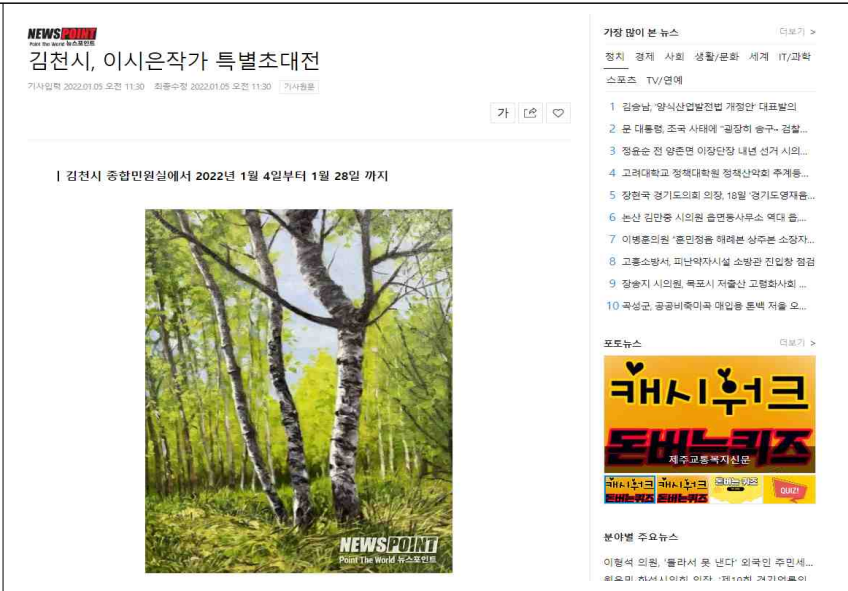 NEWSPOINT
Point The World 뉴스포인트
김천시, 이시은작가 특별초대전
기사입력 2022.01.05 오전 11:30 최종수정 2022.01.05 오전 11:30 기사원문
가
| 김천시 종합민원실에서 2022년 1월 4일부터 1월 28일 까지
NEWSPOINT
Point The World 뉴스포인트
가장 많이 본 뉴스 더보기 >
정치 경제 사회 생활/문화 세계 IT/과학
스포츠 TV/연예
1 김승남, '양식산업발전법 개정안' 대표발의
2 문 대통령, 조국 사태에 "굉장히 송구~ 검찰...
3 정윤순 전 양촌면 이장단장 내년 선거 시의...
4 고려대학교 정책대학원 정책산악회 주계등...
5 장현국 경기도의회 의장, 18일 '경기도영재음...
6 논산 김만중 시의원 읍면동사무소 역대 읍,...
7 이병훈의원 "훈민정음 해례본 상주본 소장자...
8 고흥소방서, 피난약자시설 소방관 진입창 점검
9 장송지 시의원, 목포시 저출산 고령화사회 ...
10 곡성군, 공공비축미곡 매입용 톤백 저울 오...
포토뉴스 더보기 >
캐시워크
돈버는퀴즈
제주교통복지신문
캐시워크 캐시워크 돈버는 퀴즈 QUIZ!
돈버는퀴즈 돈버는퀴즈
분야별 주요뉴스
이형석 의원, '몰라서 못 낸다' 외국인 주민세...